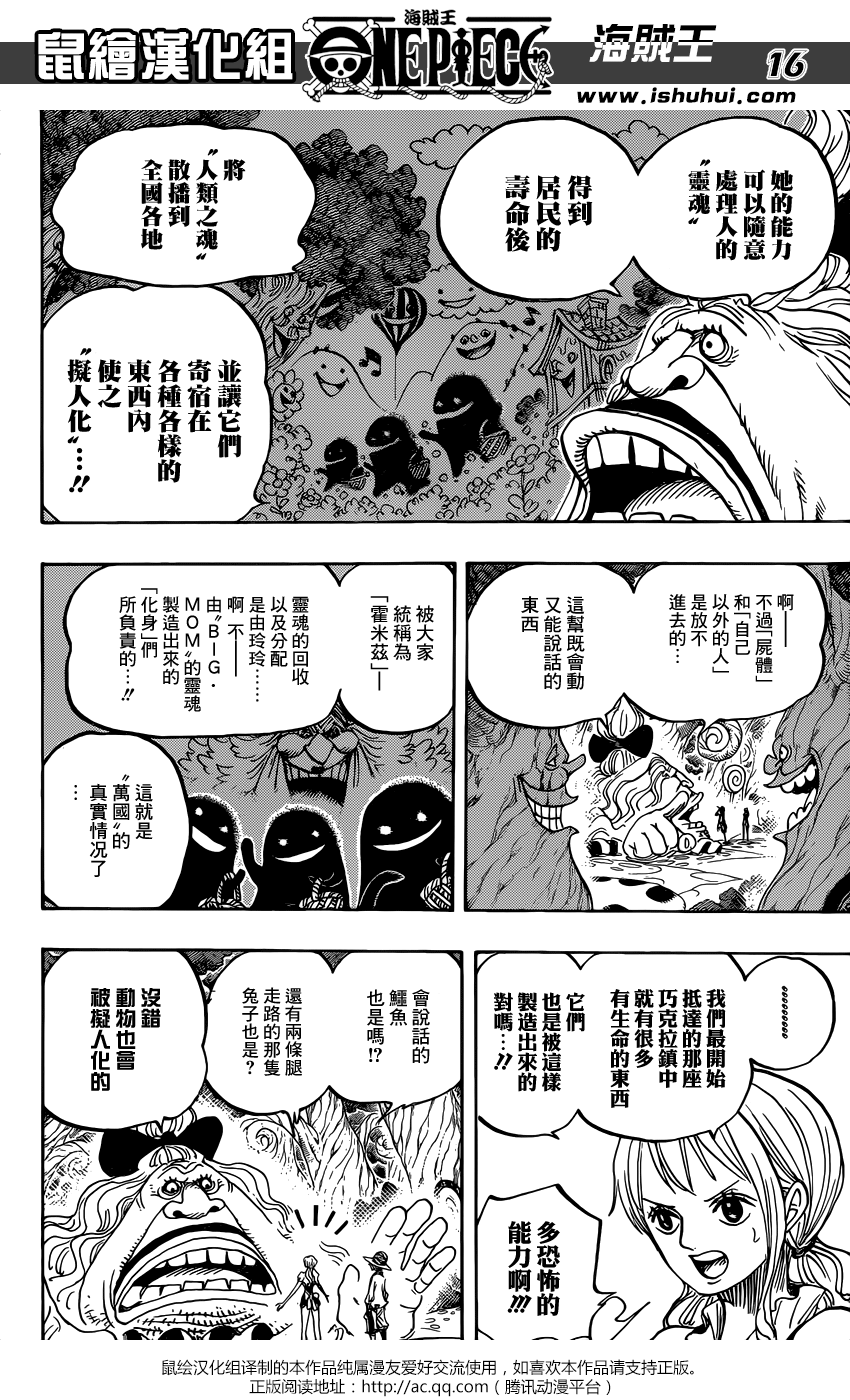 鼠繪漢化組
海賊王
ONE PIECE
海賊王
16
www.ishuhui.com
她的能力
可以隨意
處理人的
〝靈魂〞
得到
居民的
壽命後
將
〝人類之魂〞
散播到
全國各地
並讓它們
寄宿在
各種各樣的
東西內
使之
〝擬人化〞…!!
啊——
不過「屍體」
和「自己
以外的人」
是放不
進去的…
這幫既會動
又能說話的
東西
被大家
統稱為
「霍米茲」—
靈魂的回收
以及分配
是由玲玲……
啊 不——
由〝BIG·
MOM〞的靈魂
製造出來的
「化身」們
所負責的…!!
這就是
〝萬國〞的
真實情況了
…
…………
我們最開始
抵達的那座
巧克拉鎮中
就有很多
有生命的東西
它們
也是被這樣
製造出來的
對嗎…!!
多恐怖的
能力啊!!!
會說話的
鱷魚
也是嗎!?
還有兩條腿
走路的那隻
兔子也是?
沒錯
動物也會
被擬人化的
鼠绘汉化组译制的本作品纯属漫友爱好交流使用，如喜欢本作品请支持正版。
正版阅读地址：http://ac.qq.com（腾讯动漫平台）